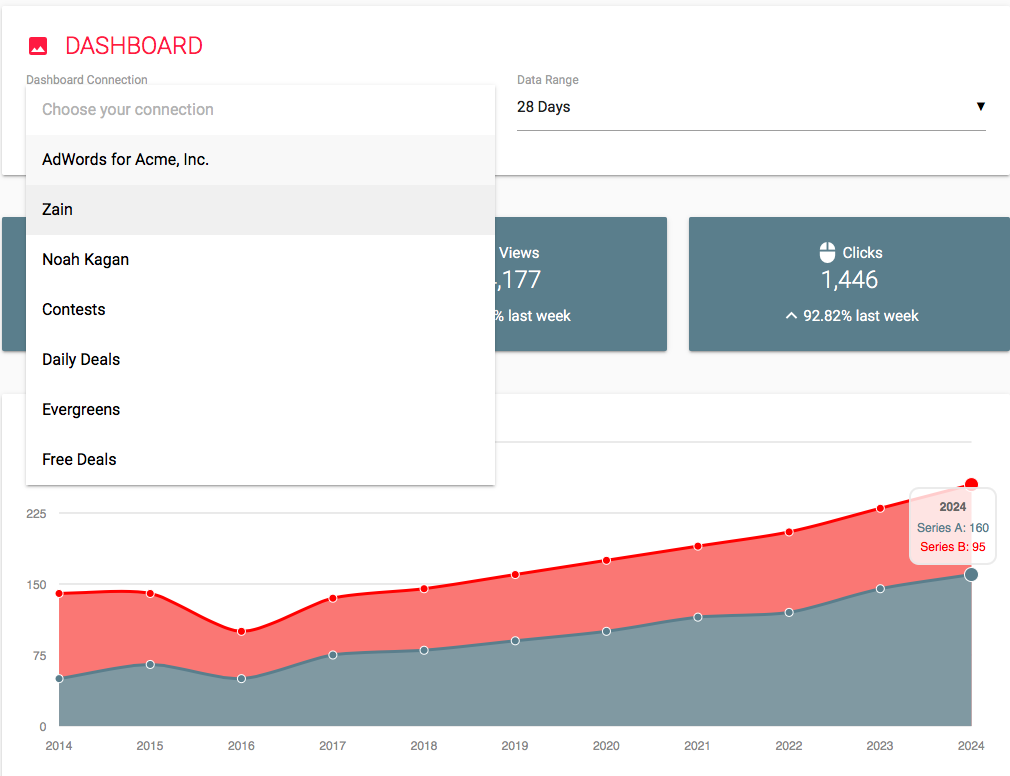 DASHBOARD
Dashboard Connection
Data Range
Choose your connection
28 Days
AdWords for Acme, Inc.
Zain
Noah Kagan
Contests
Daily Deals
Evergreens
Free Deals
Views
,177
% last week
Clicks
1,446
92.82% last week
225
150
75
0
2024
Series A: 160
Series B: 95
2014 2015 2016 2017 2018 2019 2020 2021 2022 2023 2024